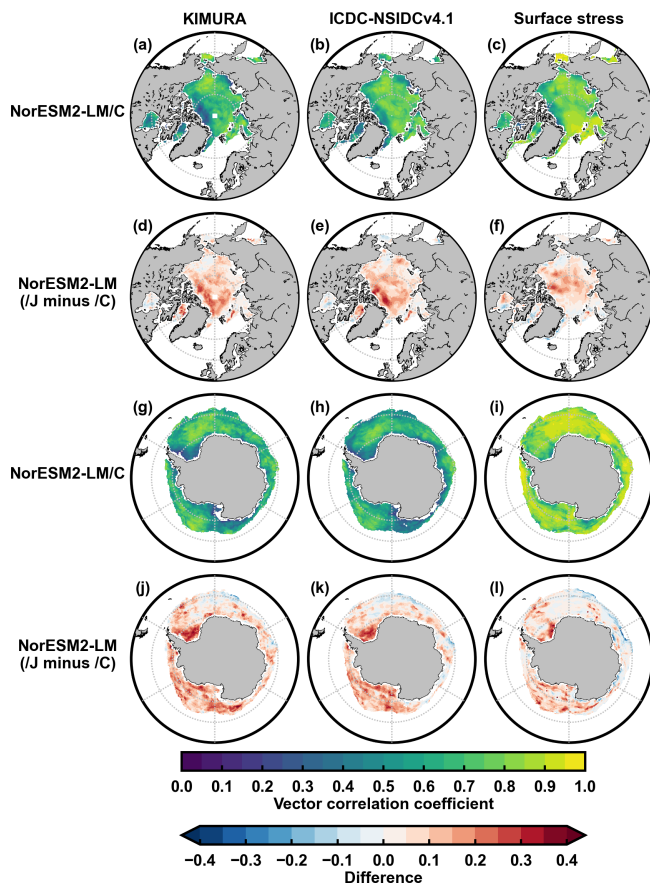 KIMURA ICDC-NSIDCv4.1 Surface stress
(a) (b) (c)
NorESM2-LM/C
(d) (e) (f)
NorESM2-LM
(/J minus /C)
(g) (h) (i)
NorESM2-LM/C
(j) (k) (l)
NorESM2-LM
(/J minus /C)
0.0 0.1 0.2 0.3 0.4 0.5 0.6 0.7 0.8 0.9 1.0
Vector correlation coefficient
−0.4 −0.3 −0.2 −0.1 0.0 0.1 0.2 0.3 0.4
Difference